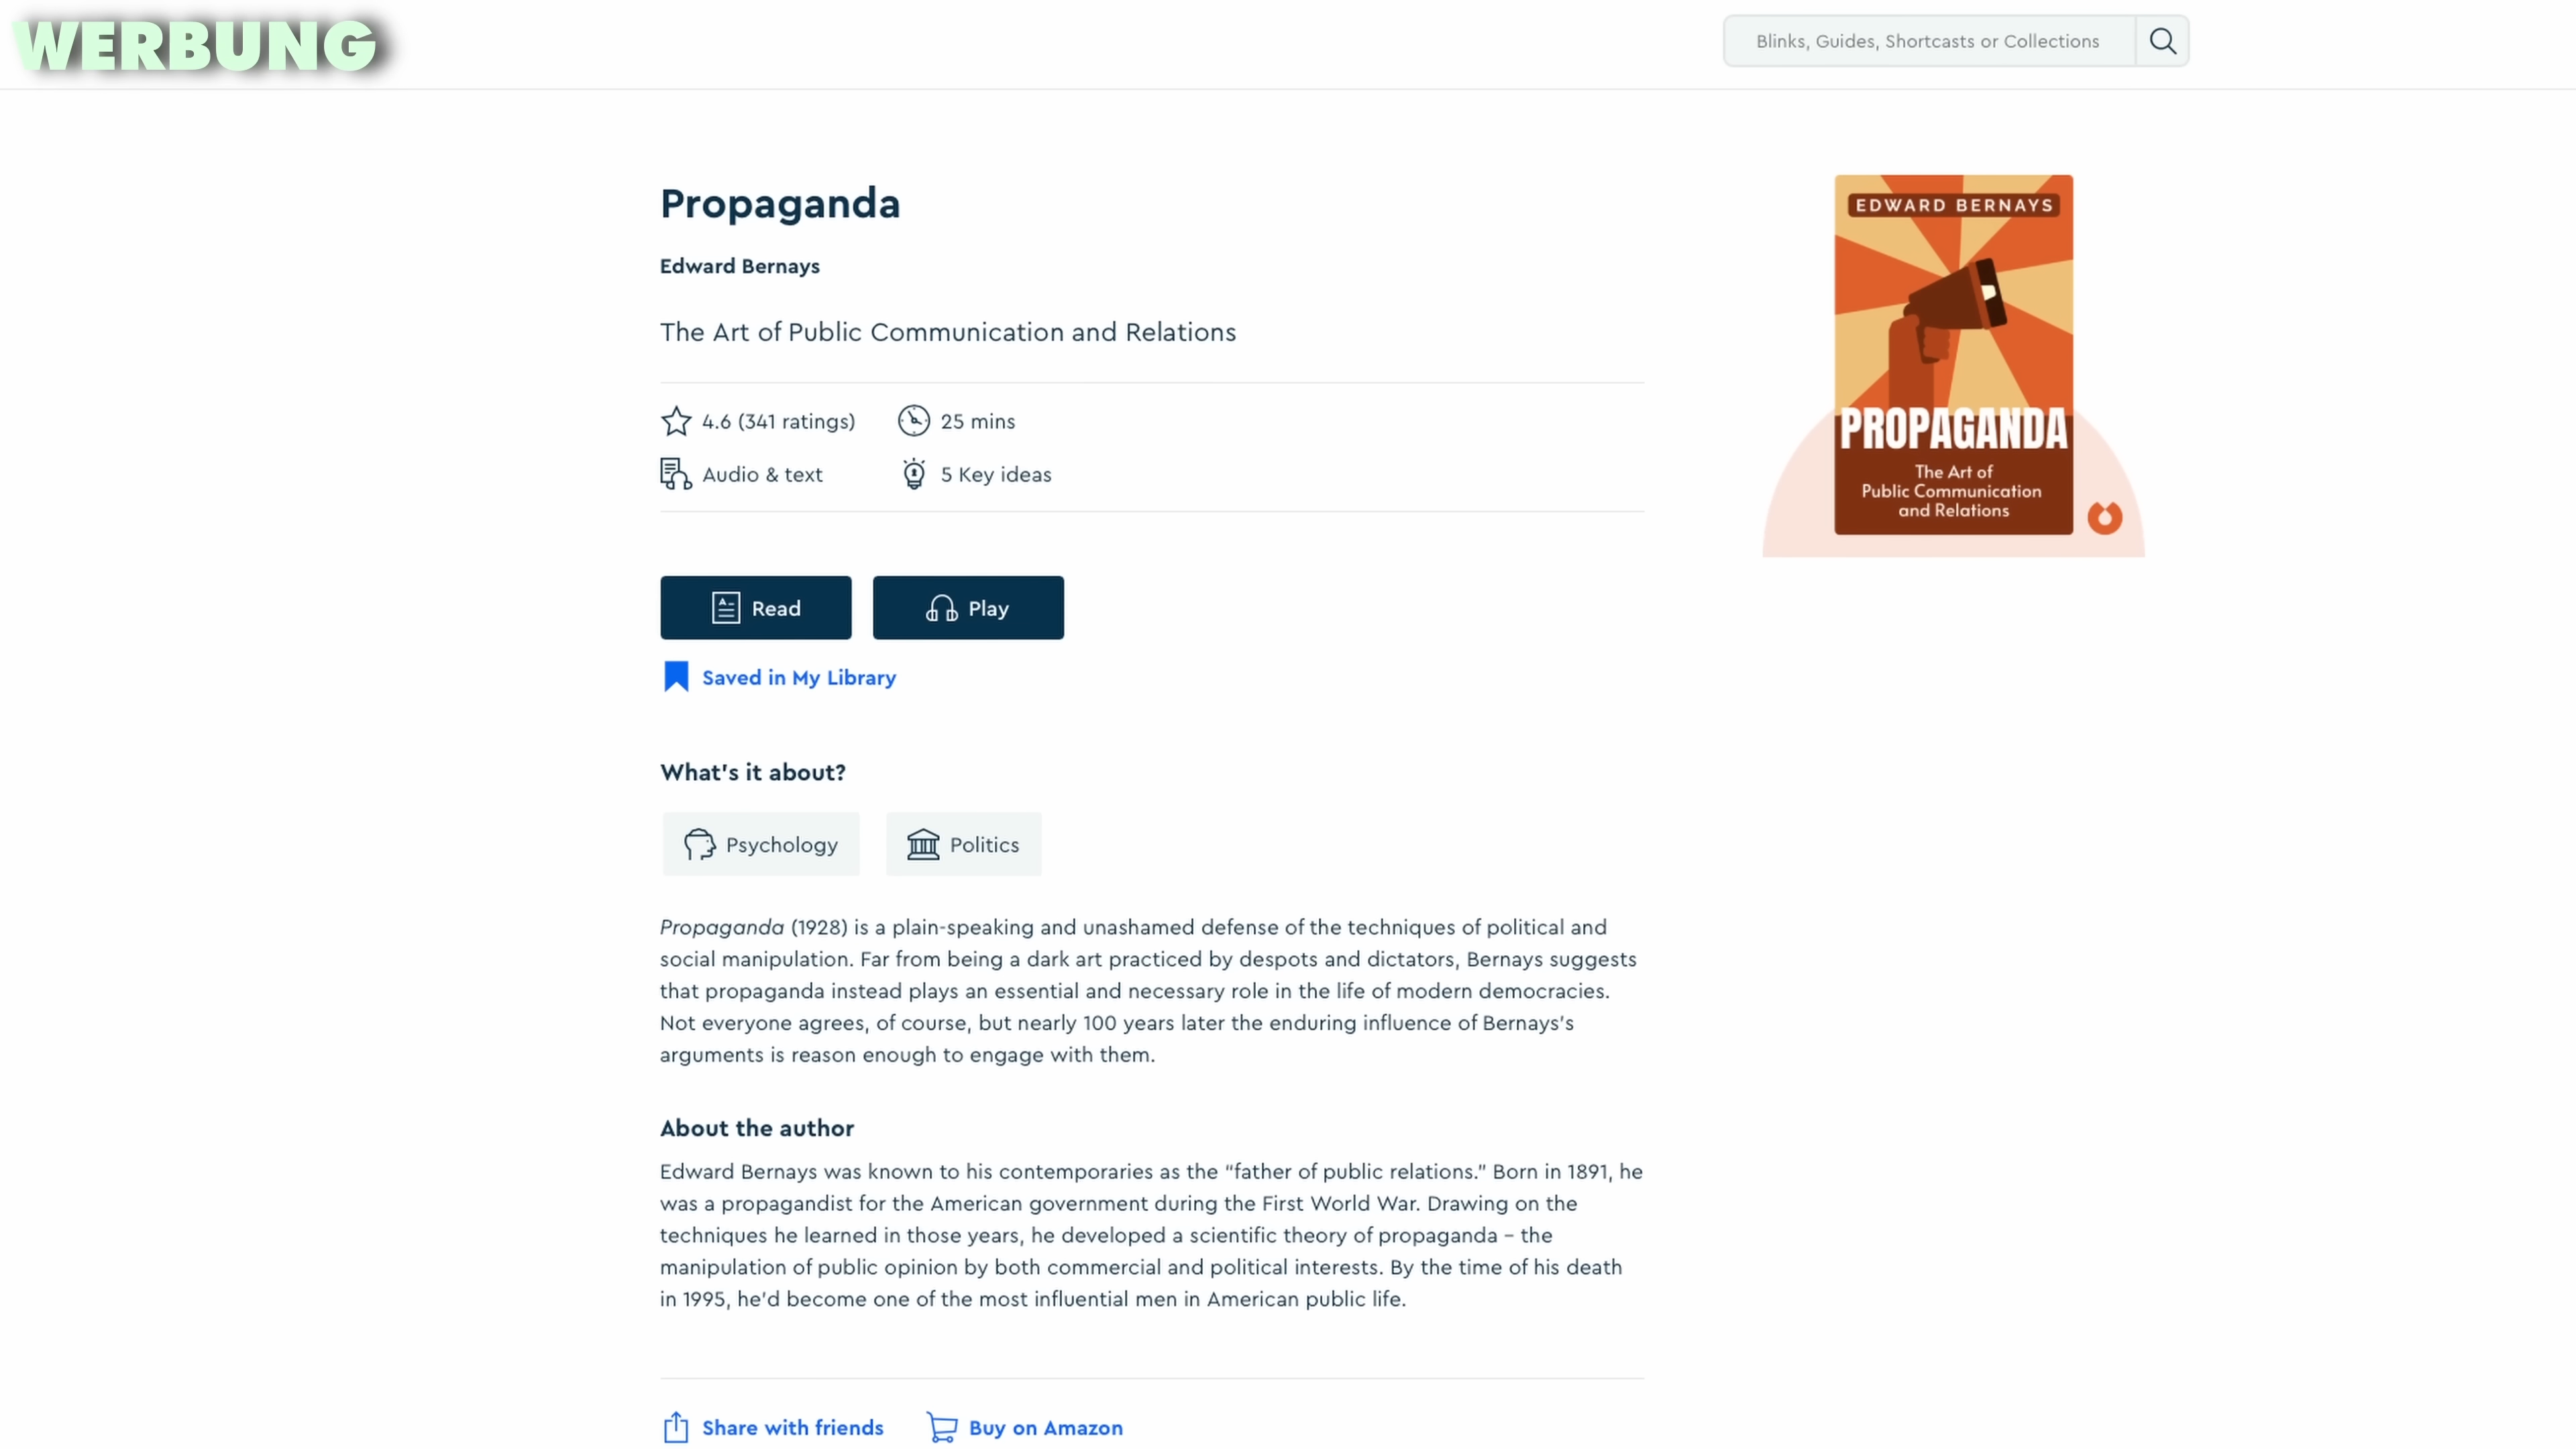 WERBUNG
Blinks, Guides, Shortcasts or Collections
Propaganda
Edward Bernays
The Art of Public Communication and Relations
4.6 (341 ratings)
25 mins
Audio & text
5 Key ideas
Read
Play
Saved in My Library
EDWARD BERNAYS
PROPAGANDA
The Art of
Public Communication
and Relations
What's it about?
Psychology
Politics
Propaganda (1928) is a plain-speaking and unashamed defense of the techniques of political and
social manipulation. Far from being a dark art practiced by despots and dictators, Bernays suggests
that propaganda instead plays an essential and necessary role in the life of modern democracies.
Not everyone agrees, of course, but nearly 100 years later the enduring influence of Bernays's
arguments is reason enough to engage with them.
About the author
Edward Bernays was known to his contemporaries as the “father of public relations.” Born in 1891, he
was a propagandist for the American government during the First World War. Drawing on the
techniques he learned in those years, he developed a scientific theory of propaganda – the
manipulation of public opinion by both commercial and political interests. By the time of his death
in 1995, he'd become one of the most influential men in American public life.
Share with friends
Buy on Amazon